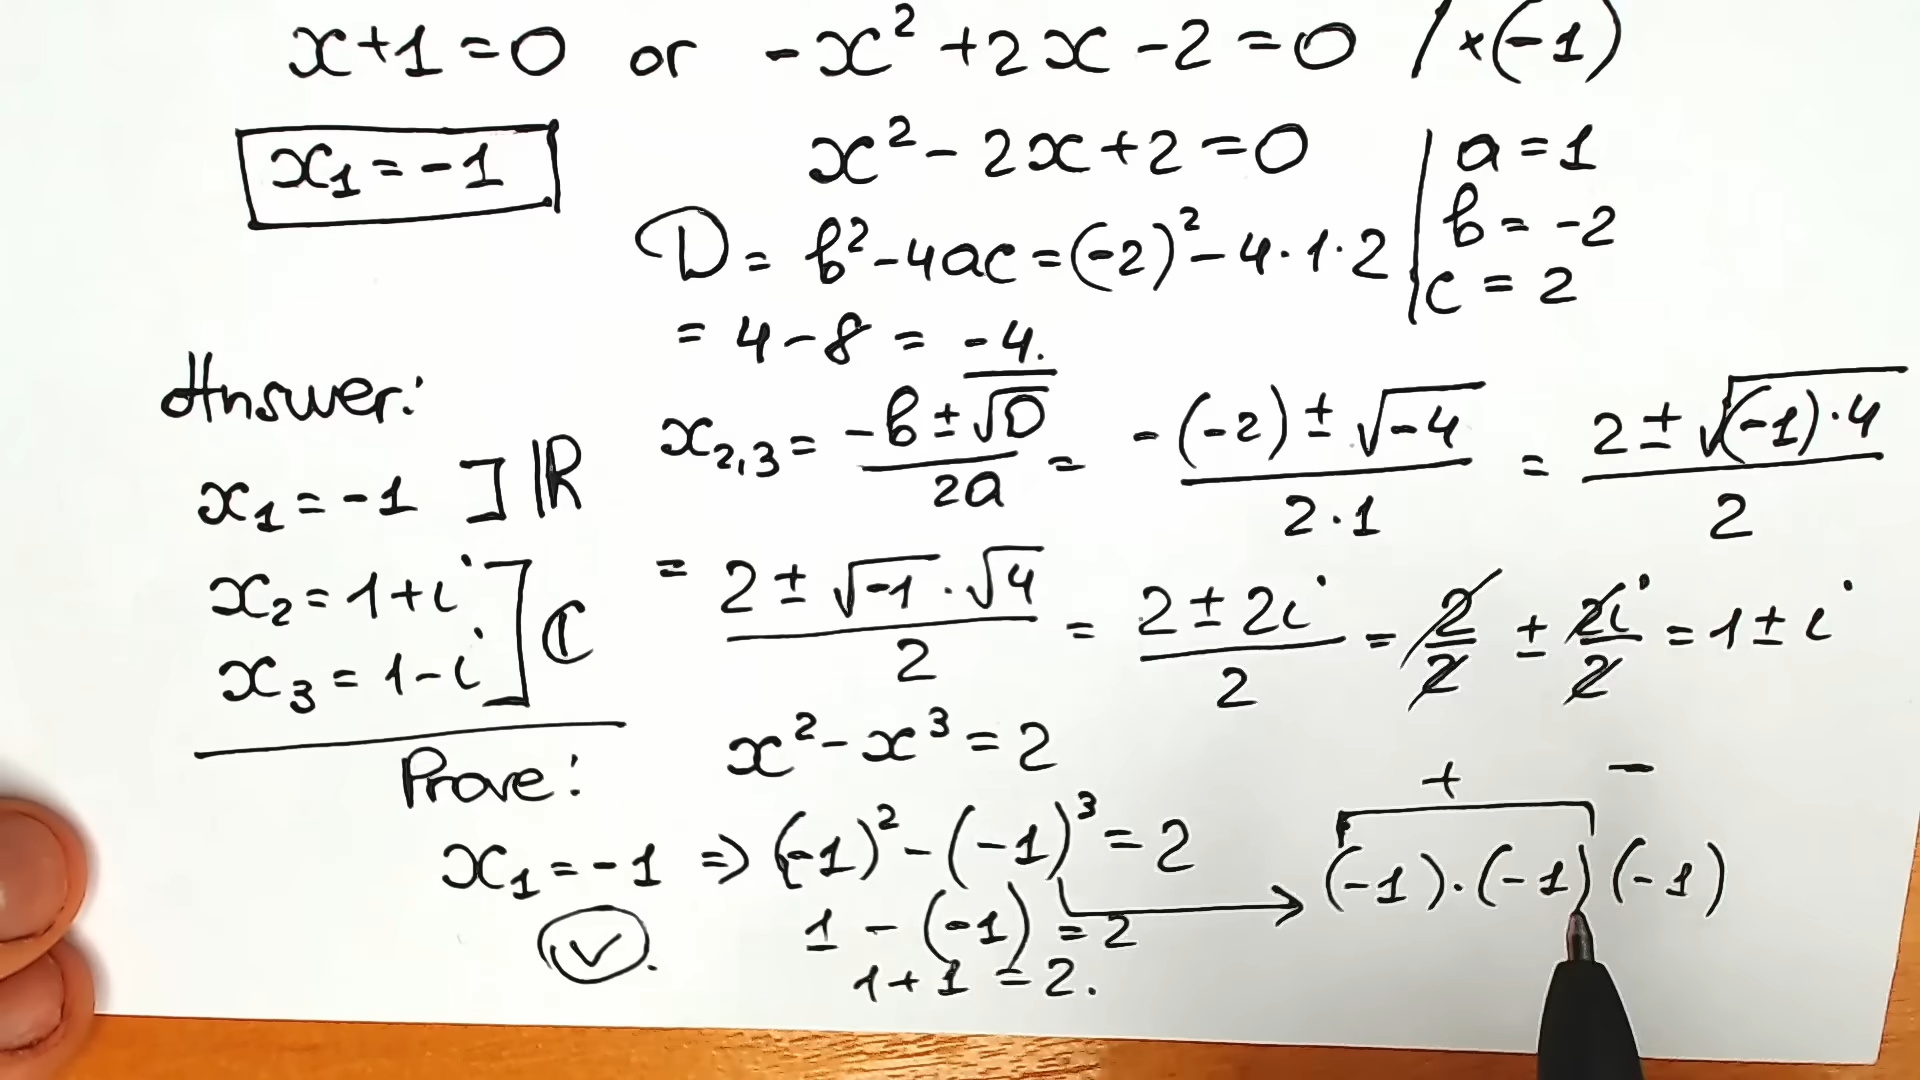 x+1=0 or -x²+2x-2=0 /×(-1)
x₁=-1
x²-2x+2=0
a=1
b=-2
c=2
D=b²-4ac=(-2)²-4·1·2
=4-8=-4.
x₂,₃=(-b±√D)/(2a)=(-(-2)±√(-4))/(2·1)=(2±√((-1)·4))/2
=(2±√(-1)·√4)/2=(2±2i)/2=2/2±2i/2=1±i
Answer:
x₁=-1]ℝ
x₂=1+i
x₃=1-i]ℂ
x²-x³=2
Prove:
x₁=-1⇒(-1)²-(-1)³=2
1-(-1)=2
1+1=2.
+ -
(-1)·(-1)(-1)